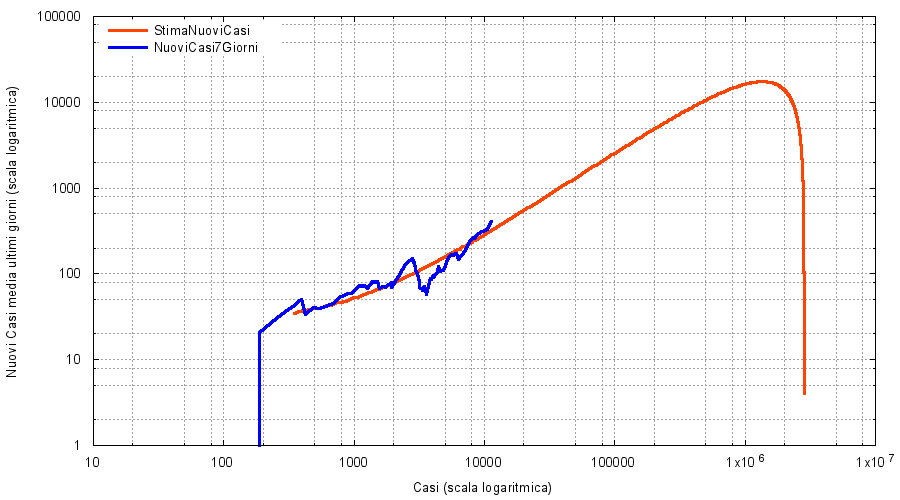 100000
10000
1000
100
10
1
Nuovi Casi media ultimi giorni (scala logaritmica)
StimaNuoviCasi
NuoviCasi7Giorni
10 100 1000 10000 100000 1x10⁶ 1x10⁷
Casi (scala logaritmica)